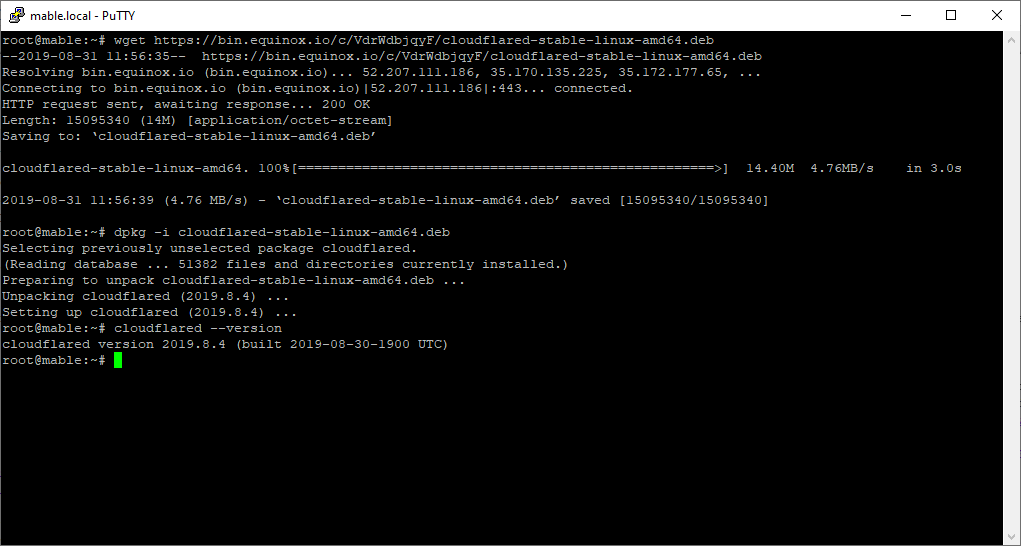 mable.local - PuTTY
root@mable:~# wget https://bin.equinox.io/c/VdrWdbjqyF/cloudflared-stable-linux-amd64.deb
--2019-08-31 11:56:35--  https://bin.equinox.io/c/VdrWdbjqyF/cloudflared-stable-linux-amd64.deb
Resolving bin.equinox.io (bin.equinox.io)... 52.207.111.186, 35.170.135.225, 35.172.177.65, ...
Connecting to bin.equinox.io (bin.equinox.io)|52.207.111.186|:443... connected.
HTTP request sent, awaiting response... 200 OK
Length: 15095340 (14M) [application/octet-stream]
Saving to: ‘cloudflared-stable-linux-amd64.deb’
cloudflared-stable-linux-amd64. 100%[====================================================>]  14.40M  4.76MB/s    in 3.0s
2019-08-31 11:56:39 (4.76 MB/s) - ‘cloudflared-stable-linux-amd64.deb’ saved [15095340/15095340]
root@mable:~# dpkg -i cloudflared-stable-linux-amd64.deb
Selecting previously unselected package cloudflared.
(Reading database ... 51382 files and directories currently installed.)
Preparing to unpack cloudflared-stable-linux-amd64.deb ...
Unpacking cloudflared (2019.8.4) ...
Setting up cloudflared (2019.8.4) ...
root@mable:~# cloudflared --version
cloudflared version 2019.8.4 (built 2019-08-30-1900 UTC)
root@mable:~#